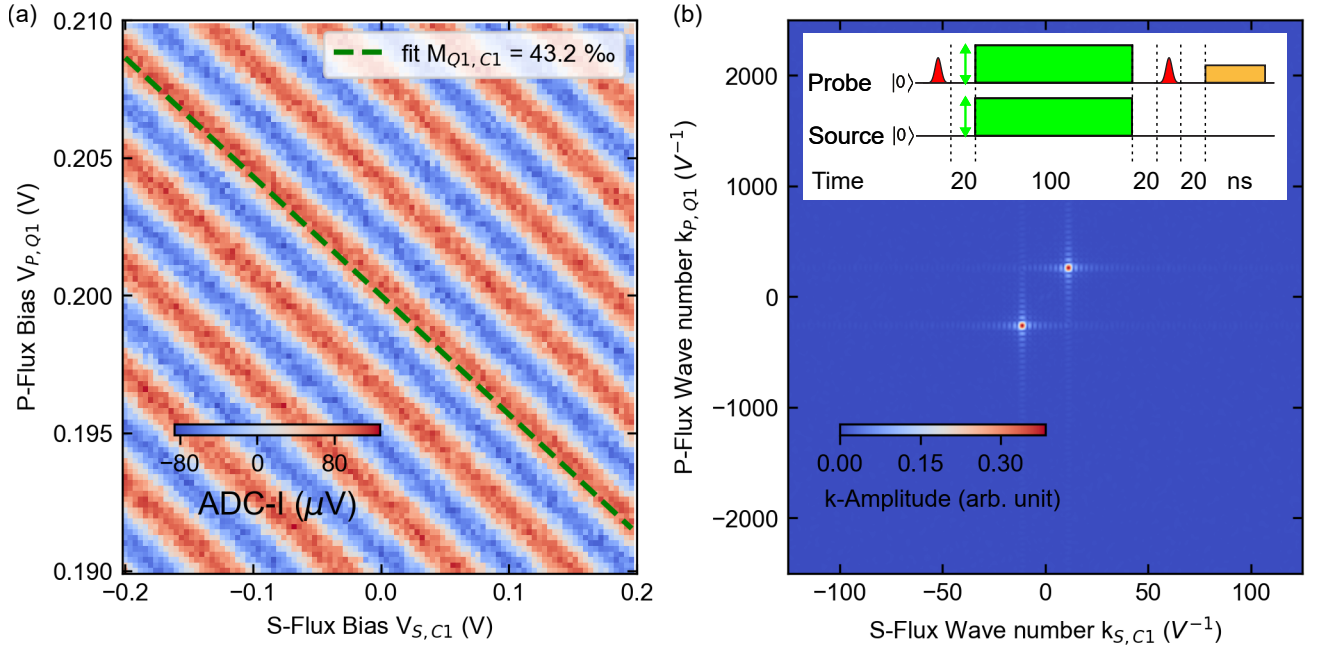 (a)
0.210
0.205
0.200
0.195
0.190
P-Flux Bias V_{P,Q1} (V)
fit M_{Q1,C1} = 43.2 ‰
−80 0 80
ADC-I (μV)
−0.2 −0.1 0.0 0.1 0.2
S-Flux Bias V_{S,C1} (V)
(b)
2000
1000
0
−1000
−2000
P-Flux Wave number k_{P,Q1} (V⁻¹)
Probe |0⟩
Source |0⟩
Time 20 100 20 20 ns
0.00 0.15 0.30
k-Amplitude (arb. unit)
−100 −50 0 50 100
S-Flux Wave number k_{S,C1} (V⁻¹)